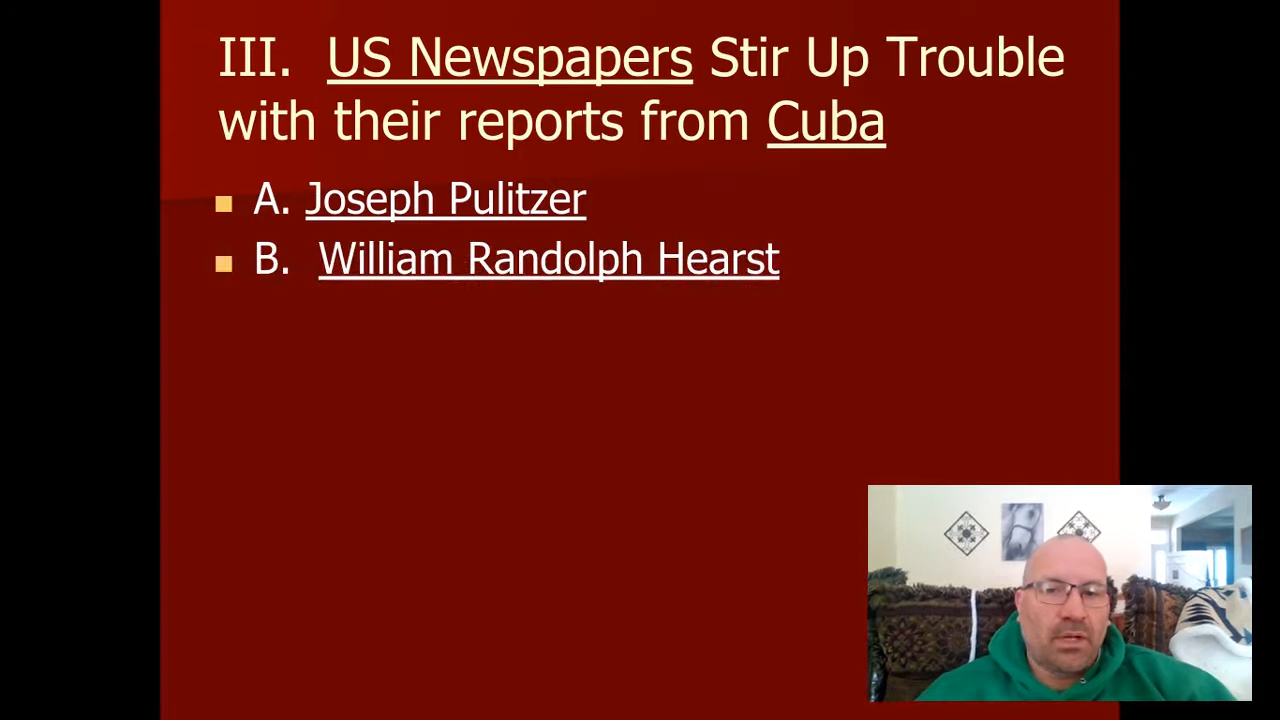 III. US Newspapers Stir Up Trouble
with their reports from Cuba
A. Joseph Pulitzer
B. William Randolph Hearst